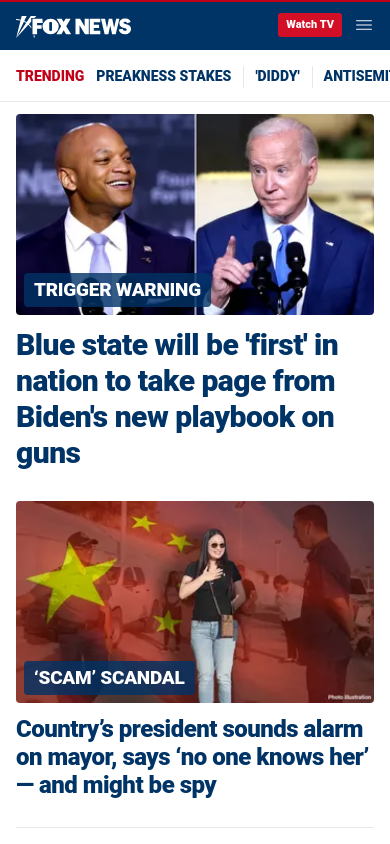 FOX NEWS
Watch TV
TRENDING PREAKNESS STAKES 'DIDDY' ANTISEMI
TRIGGER WARNING
Blue state will be 'first' in
nation to take page from
Biden's new playbook on
guns
‘SCAM’ SCANDAL
Photo Illustration
Country’s president sounds alarm
on mayor, says ‘no one knows her’
— and might be spy